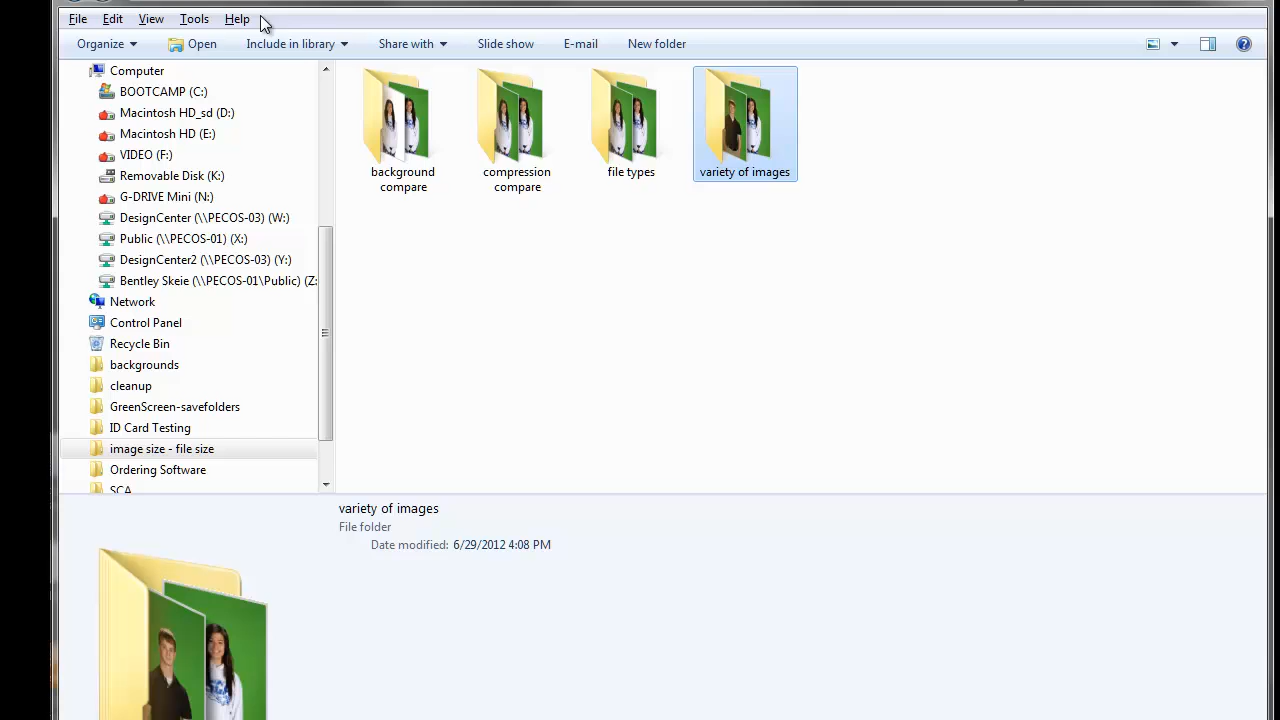 File Edit View Tools Help
Organize Open Include in library Share with Slide show E-mail New folder
Computer
BOOTCAMP (C:)
Macintosh HD_sd (D:)
Macintosh HD (E:)
VIDEO (F:)
Removable Disk (K:)
G-DRIVE Mini (N:)
DesignCenter (\\PECOS-03) (W:)
Public (\\PECOS-01) (X:)
DesignCenter2 (\\PECOS-03) (Y:)
Bentley Skeie (\\PECOS-01\Public) (Z:
Network
Control Panel
Recycle Bin
backgrounds
cleanup
GreenScreen-savefolders
ID Card Testing
image size - file size
Ordering Software
SCA
background
compare
compression
compare
file types
variety of images
variety of images
File folder
Date modified: 6/29/2012 4:08 PM